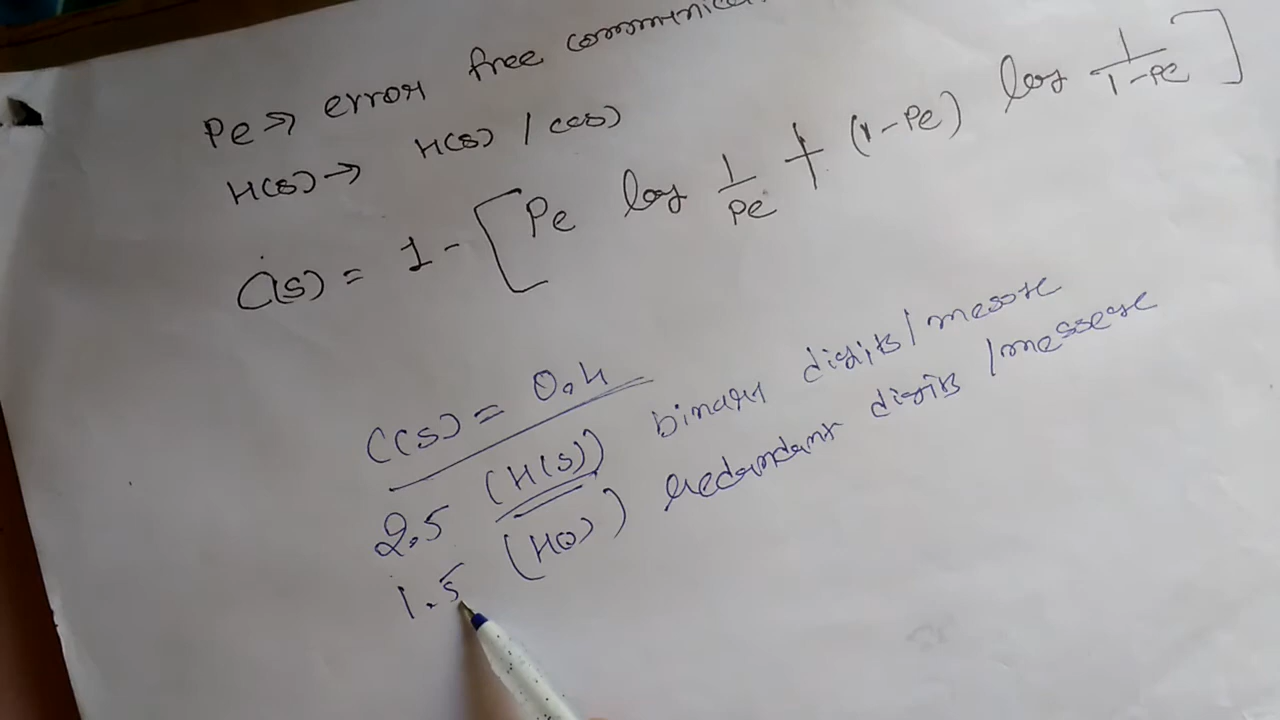 Pe → error free communica
H(s) → H(s) / C(s)
C(s) = 1 - [ Pe log 1/Pe + (1-Pe) log 1/1-Pe ]
C(s) = 0.4
2.5 (H(s)) binary digits/
1.5 (H(s)) redundant digits /message